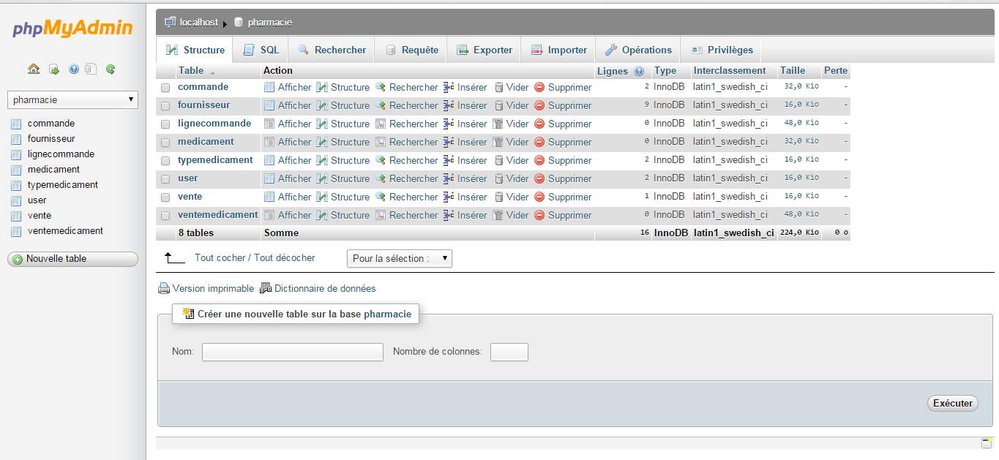 phpMyAdmin
localhost pharmacie
Structure SQL Rechercher Requête Exporter Importer Opérations Privilèges
pharmacie
commande
fournisseur
lignecommande
medicament
typemedicament
user
vente
ventemedicament
Nouvelle table
Table Action Lignes Type Interclassement Taille Perte
commande Afficher Structure Rechercher Insérer Vider Supprimer 2 InnoDB latin1_swedish_ci 32,0 Kio -
fournisseur Afficher Structure Rechercher Insérer Vider Supprimer 9 InnoDB latin1_swedish_ci 16,0 Kio -
lignecommande Afficher Structure Rechercher Insérer Vider Supprimer 0 InnoDB latin1_swedish_ci 48,0 Kio -
medicament Afficher Structure Rechercher Insérer Vider Supprimer 0 InnoDB latin1_swedish_ci 32,0 Kio -
typemedicament Afficher Structure Rechercher Insérer Vider Supprimer 2 InnoDB latin1_swedish_ci 16,0 Kio -
user Afficher Structure Rechercher Insérer Vider Supprimer 2 InnoDB latin1_swedish_ci 16,0 Kio -
vente Afficher Structure Rechercher Insérer Vider Supprimer 1 InnoDB latin1_swedish_ci 16,0 Kio -
ventemedicament Afficher Structure Rechercher Insérer Vider Supprimer 0 InnoDB latin1_swedish_ci 48,0 Kio -
8 tables Somme 16 InnoDB latin1_swedish_ci 224,0 Kio 0 o
Tout cocher / Tout décocher Pour la sélection :
Version imprimable Dictionnaire de données
Créer une nouvelle table sur la base pharmacie
Nom: Nombre de colonnes:
Exécuter